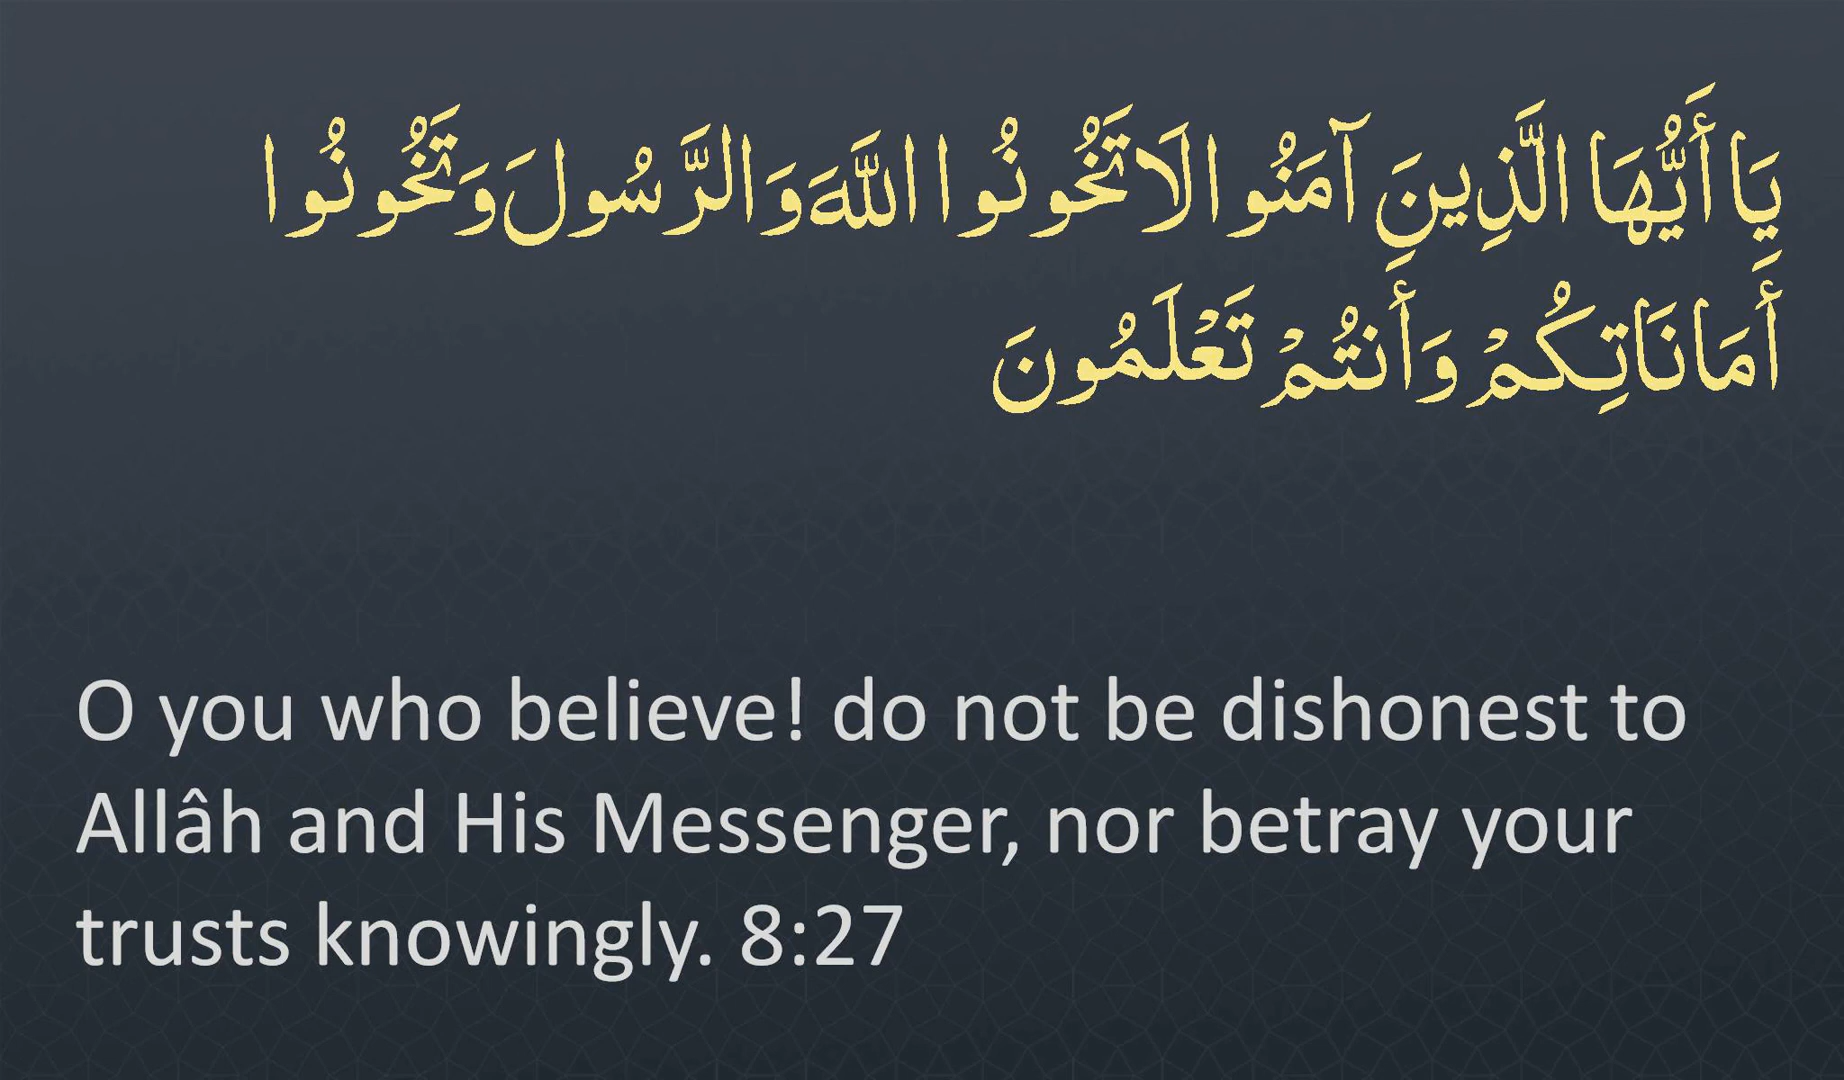 يَا أَيُّهَا الَّذِينَ آمَنُوا لَا تَخُونُوا اللَّهَ وَالرَّسُولَ وَتَخُونُوا
أَمَانَاتِكُمْ وَأَنتُمْ تَعْلَمُونَ
O you who believe! do not be dishonest to
Allâh and His Messenger, nor betray your
trusts knowingly. 8:27